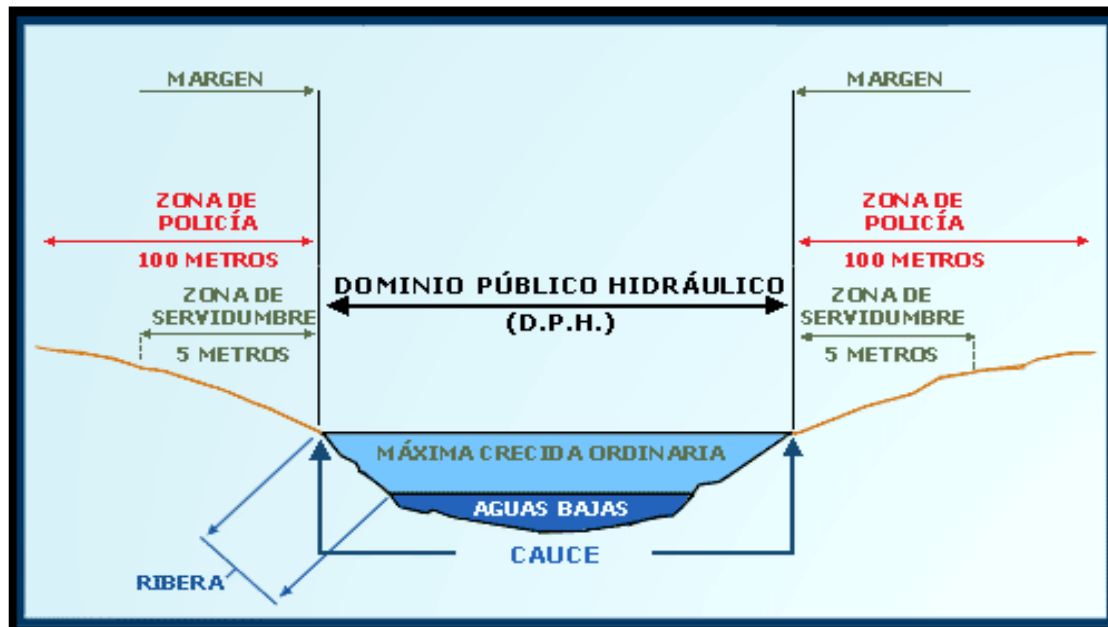 MARGEN
MARGEN
ZONA DE
POLICÍA
100 METROS
ZONA DE
POLICÍA
100 METROS
DOMINIO PÚBLICO HIDRÁULICO
(D.P.H.)
ZONA DE
SERVIDUMBRE
5 METROS
ZONA DE
SERVIDUMBRE
5 METROS
MÁXIMA CRECIDA ORDINARIA
AGUAS BAJAS
CAUCE
RIBERA